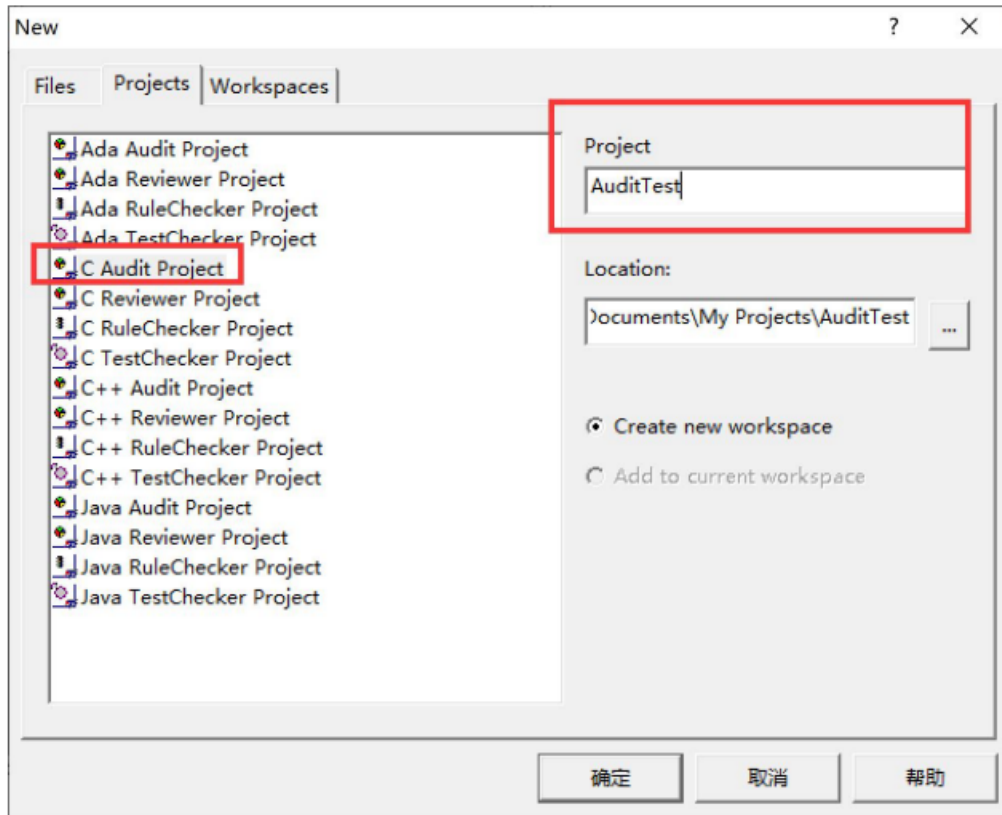 New
?
Files Projects Workspaces
Ada Audit Project
Ada Reviewer Project
Ada RuleChecker Project
Ada TestChecker Project
C Audit Project
C Reviewer Project
C RuleChecker Project
C TestChecker Project
C++ Audit Project
C++ Reviewer Project
C++ RuleChecker Project
C++ TestChecker Project
Java Audit Project
Java Reviewer Project
Java RuleChecker Project
Java TestChecker Project
Project
AuditTest
Location:
Documents\My Projects\AuditTest
...
Create new workspace
Add to current workspace
确定 取消 帮助